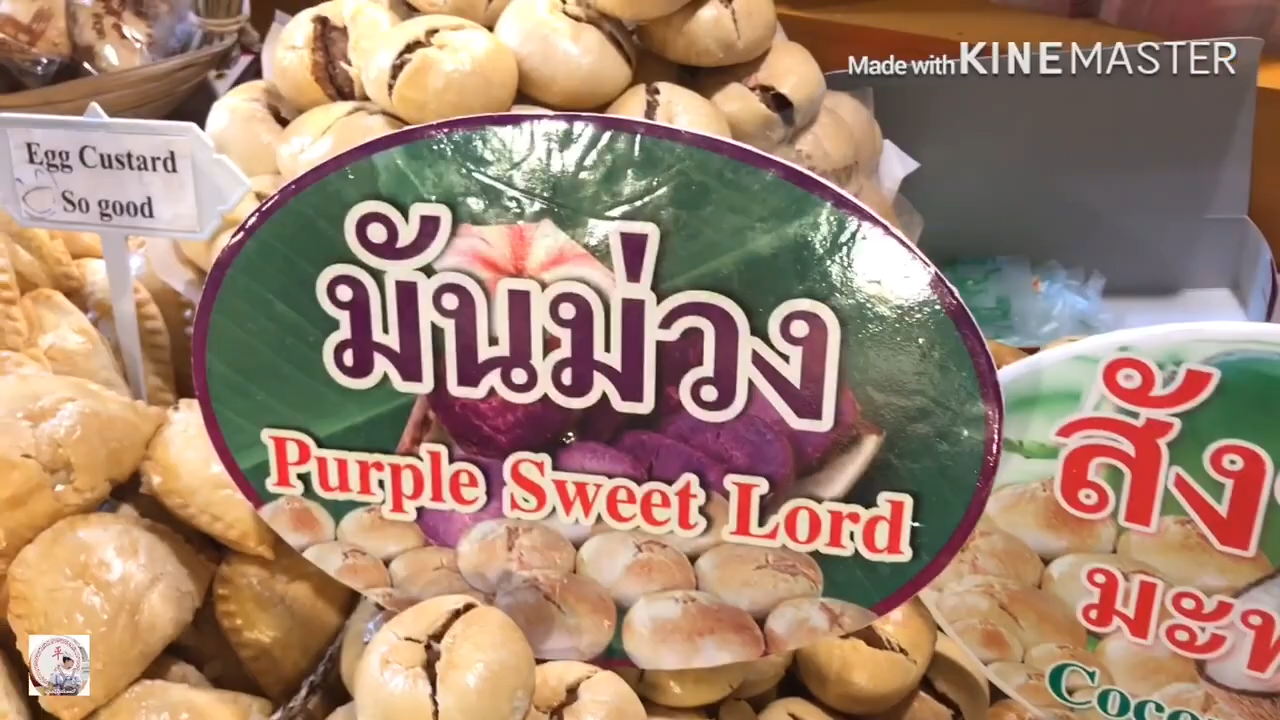 Made with KINEMASTER
Egg Custard
So good
มันม่วง
Purple Sweet Lord
สัง
มะพ
Coco